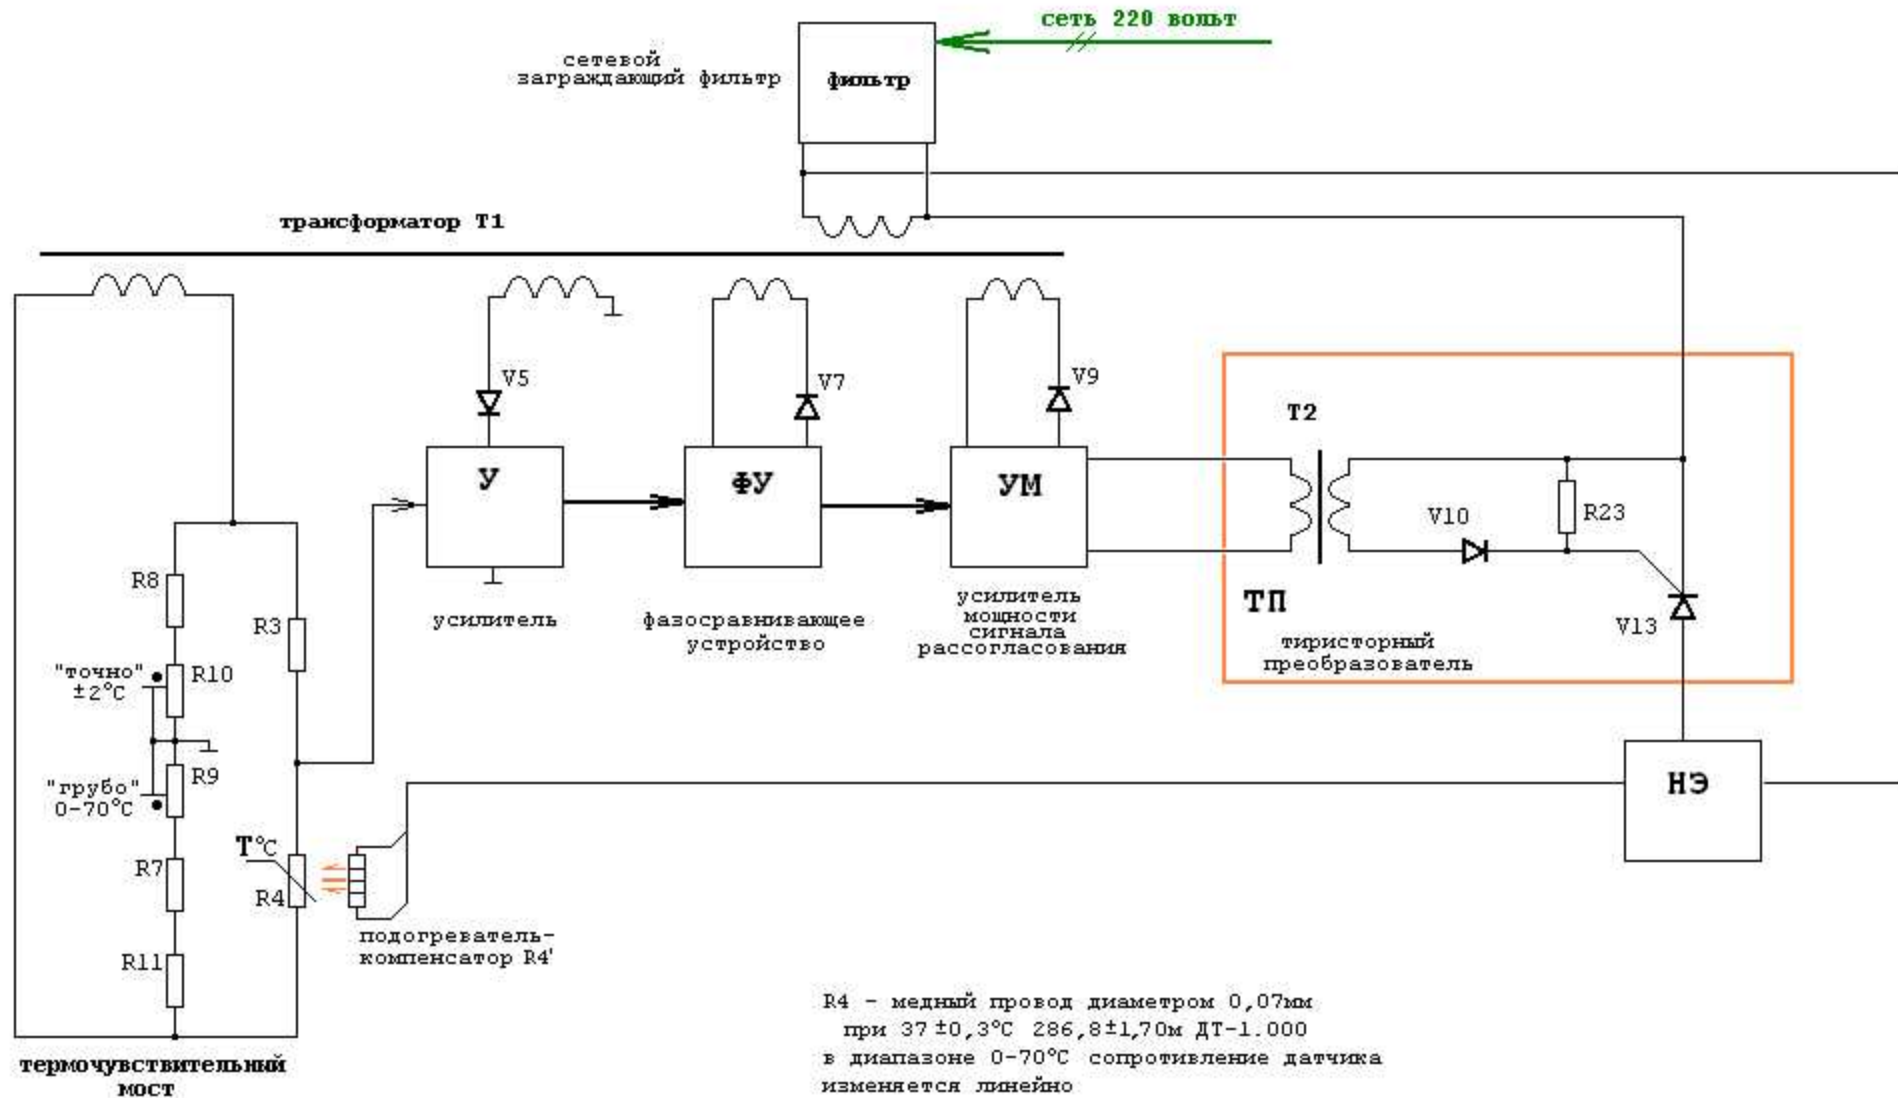 сеть 220 вольт
сетевой
заграждающий фильтр
фильтр
трансформатор Т1
V5
V7
V9
Т2
У
ФУ
УМ
V10
R23
R8
R3
усилитель
фазосравнивающее
устройство
усилитель
мощности
сигнала
рассогласования
ТП
тиристорный
преобразователь
V13
"точно"
±2°С
R10
"грубо"
0-70°С
R9
НЭ
Т°С
R7
R4
R11
подогреватель-
компенсатор R4'
термочувствительный
мост
R4 - медный провод диаметром 0,07мм
при 37±0,3°С 286,8±1,70м ДТ-1.000
в диапазоне 0-70°С сопротивление датчика
изменяется линейно